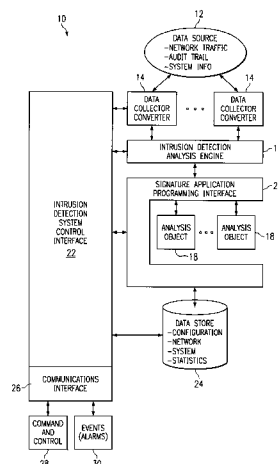 10
12
DATA SOURCE
-NETWORK TRAFFIC
-AUDIT TRAIL
-SYSTEM INFO
14
14
DATA
COLLECTOR
CONVERTER
DATA
COLLECTOR
CONVERTER
INTRUSION DETECTION
ANALYSIS ENGINE
1
SIGNATURE APPLICATION
PROGRAMMING INTERFACE
2
ANALYSIS
OBJECT
ANALYSIS
OBJECT
18
18
INTRUSION
DETECTION
SYSTEM
CONTROL
INTERFACE
22
DATA STORE
-CONFIGURATION
-NETWORK
-SYSTEM
-STATISTICS
24
26
COMMUNICATIONS
INTERFACE
COMMAND
AND
CONTROL
EVENTS
(ALARMS)
28
30